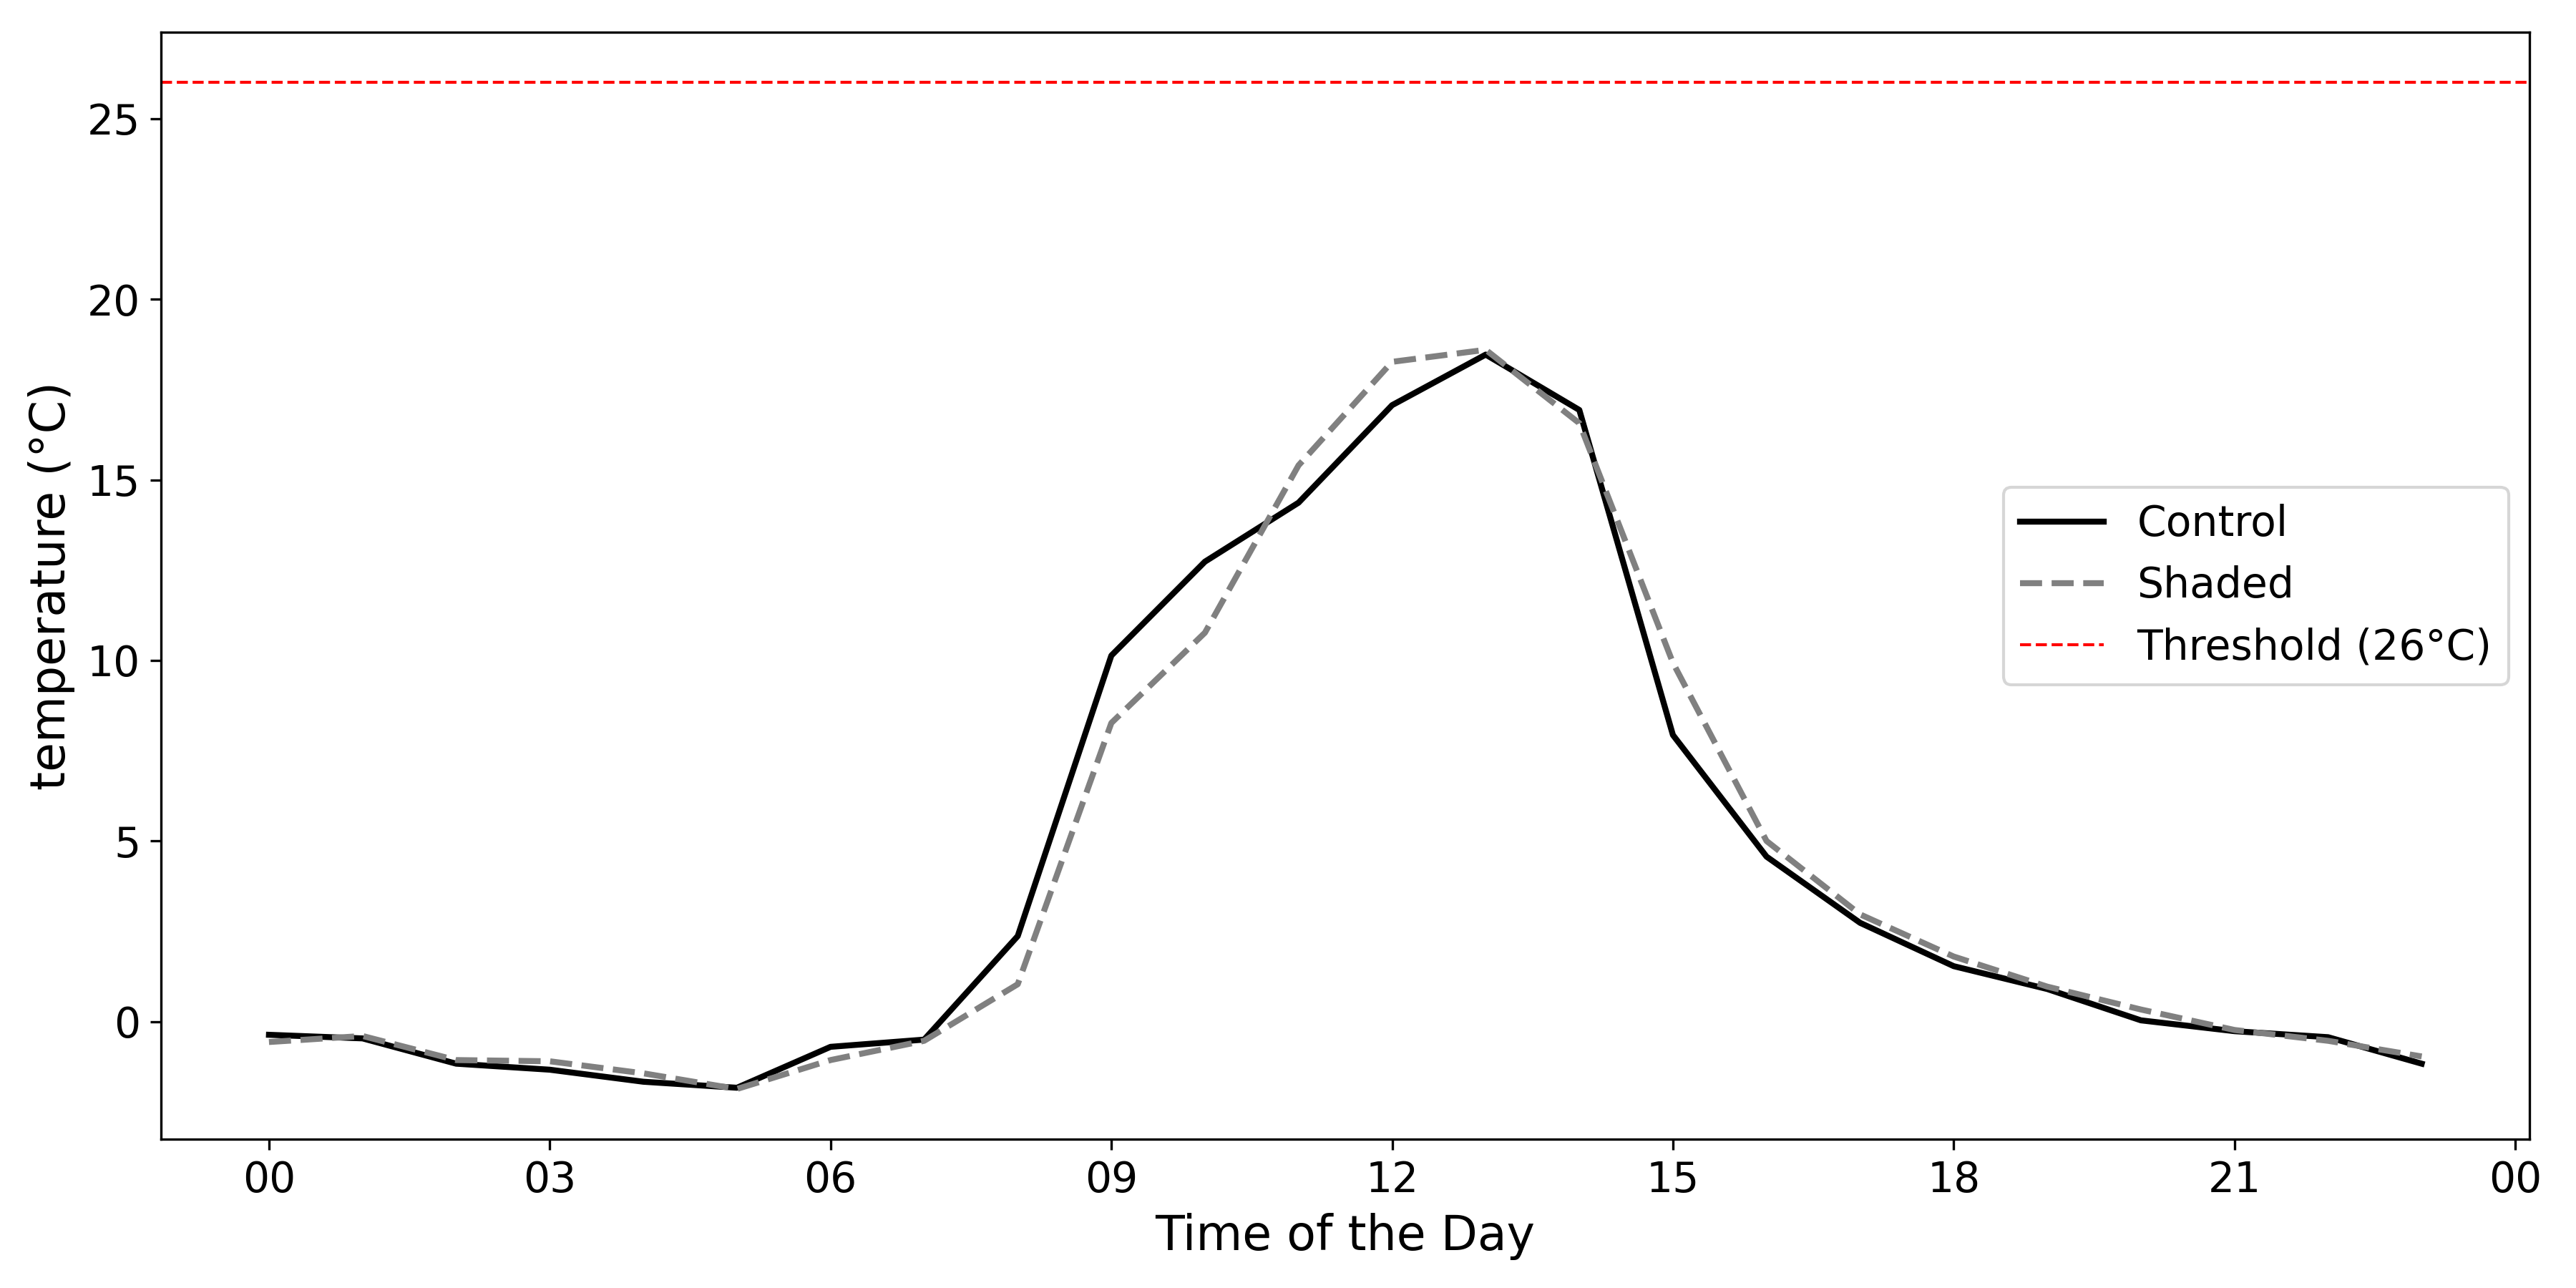 temperature (°C)
25
20
15
10
5
0
Control
Shaded
Threshold (26°C)
00 03 06 09 12 15 18 21 00
Time of the Day